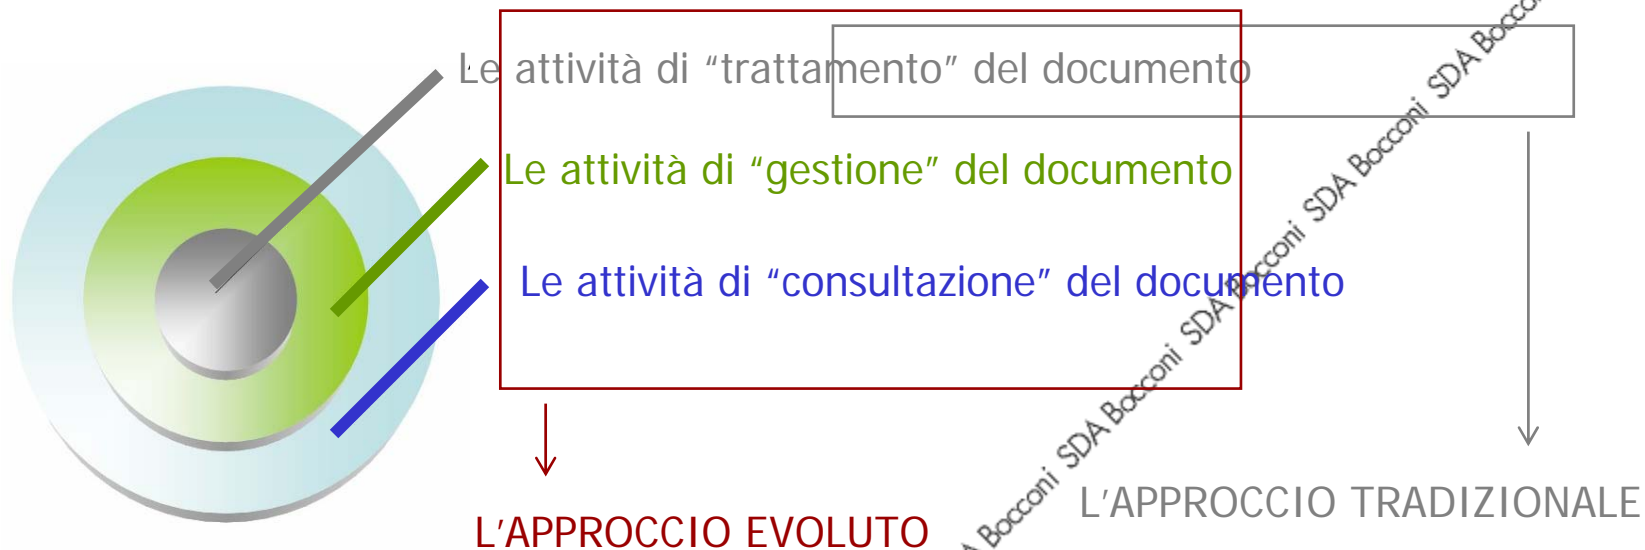 Le attività di “trattamento” del documento
Le attività di “gestione” del documento
Le attività di “consultazione” del documento
L’APPROCCIO EVOLUTO
L’APPROCCIO TRADIZIONALE
SDA Bocconi SDA Bocconi SDA Bocconi SDA Bocconi SDA Bocconi